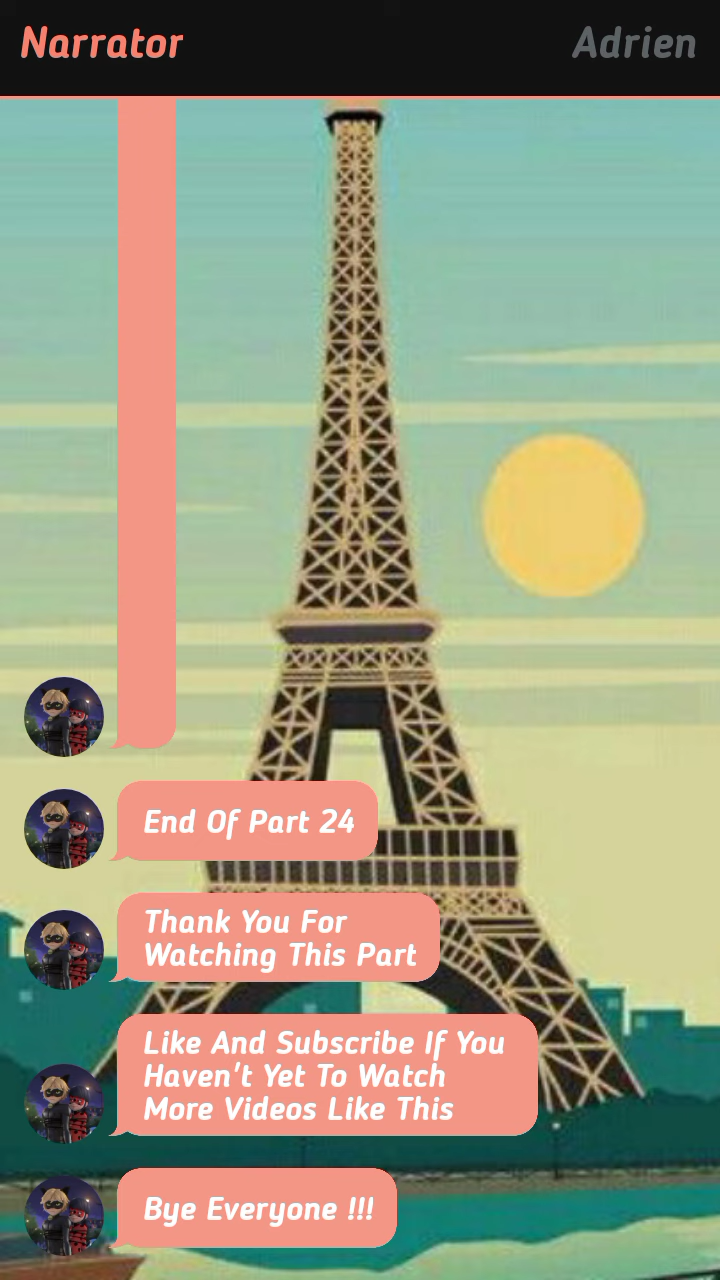 Narrator
Adrien
End Of Part 24
Thank You For
Watching This Part
Like And Subscribe If You
Haven't Yet To Watch
More Videos Like This
Bye Everyone !!!